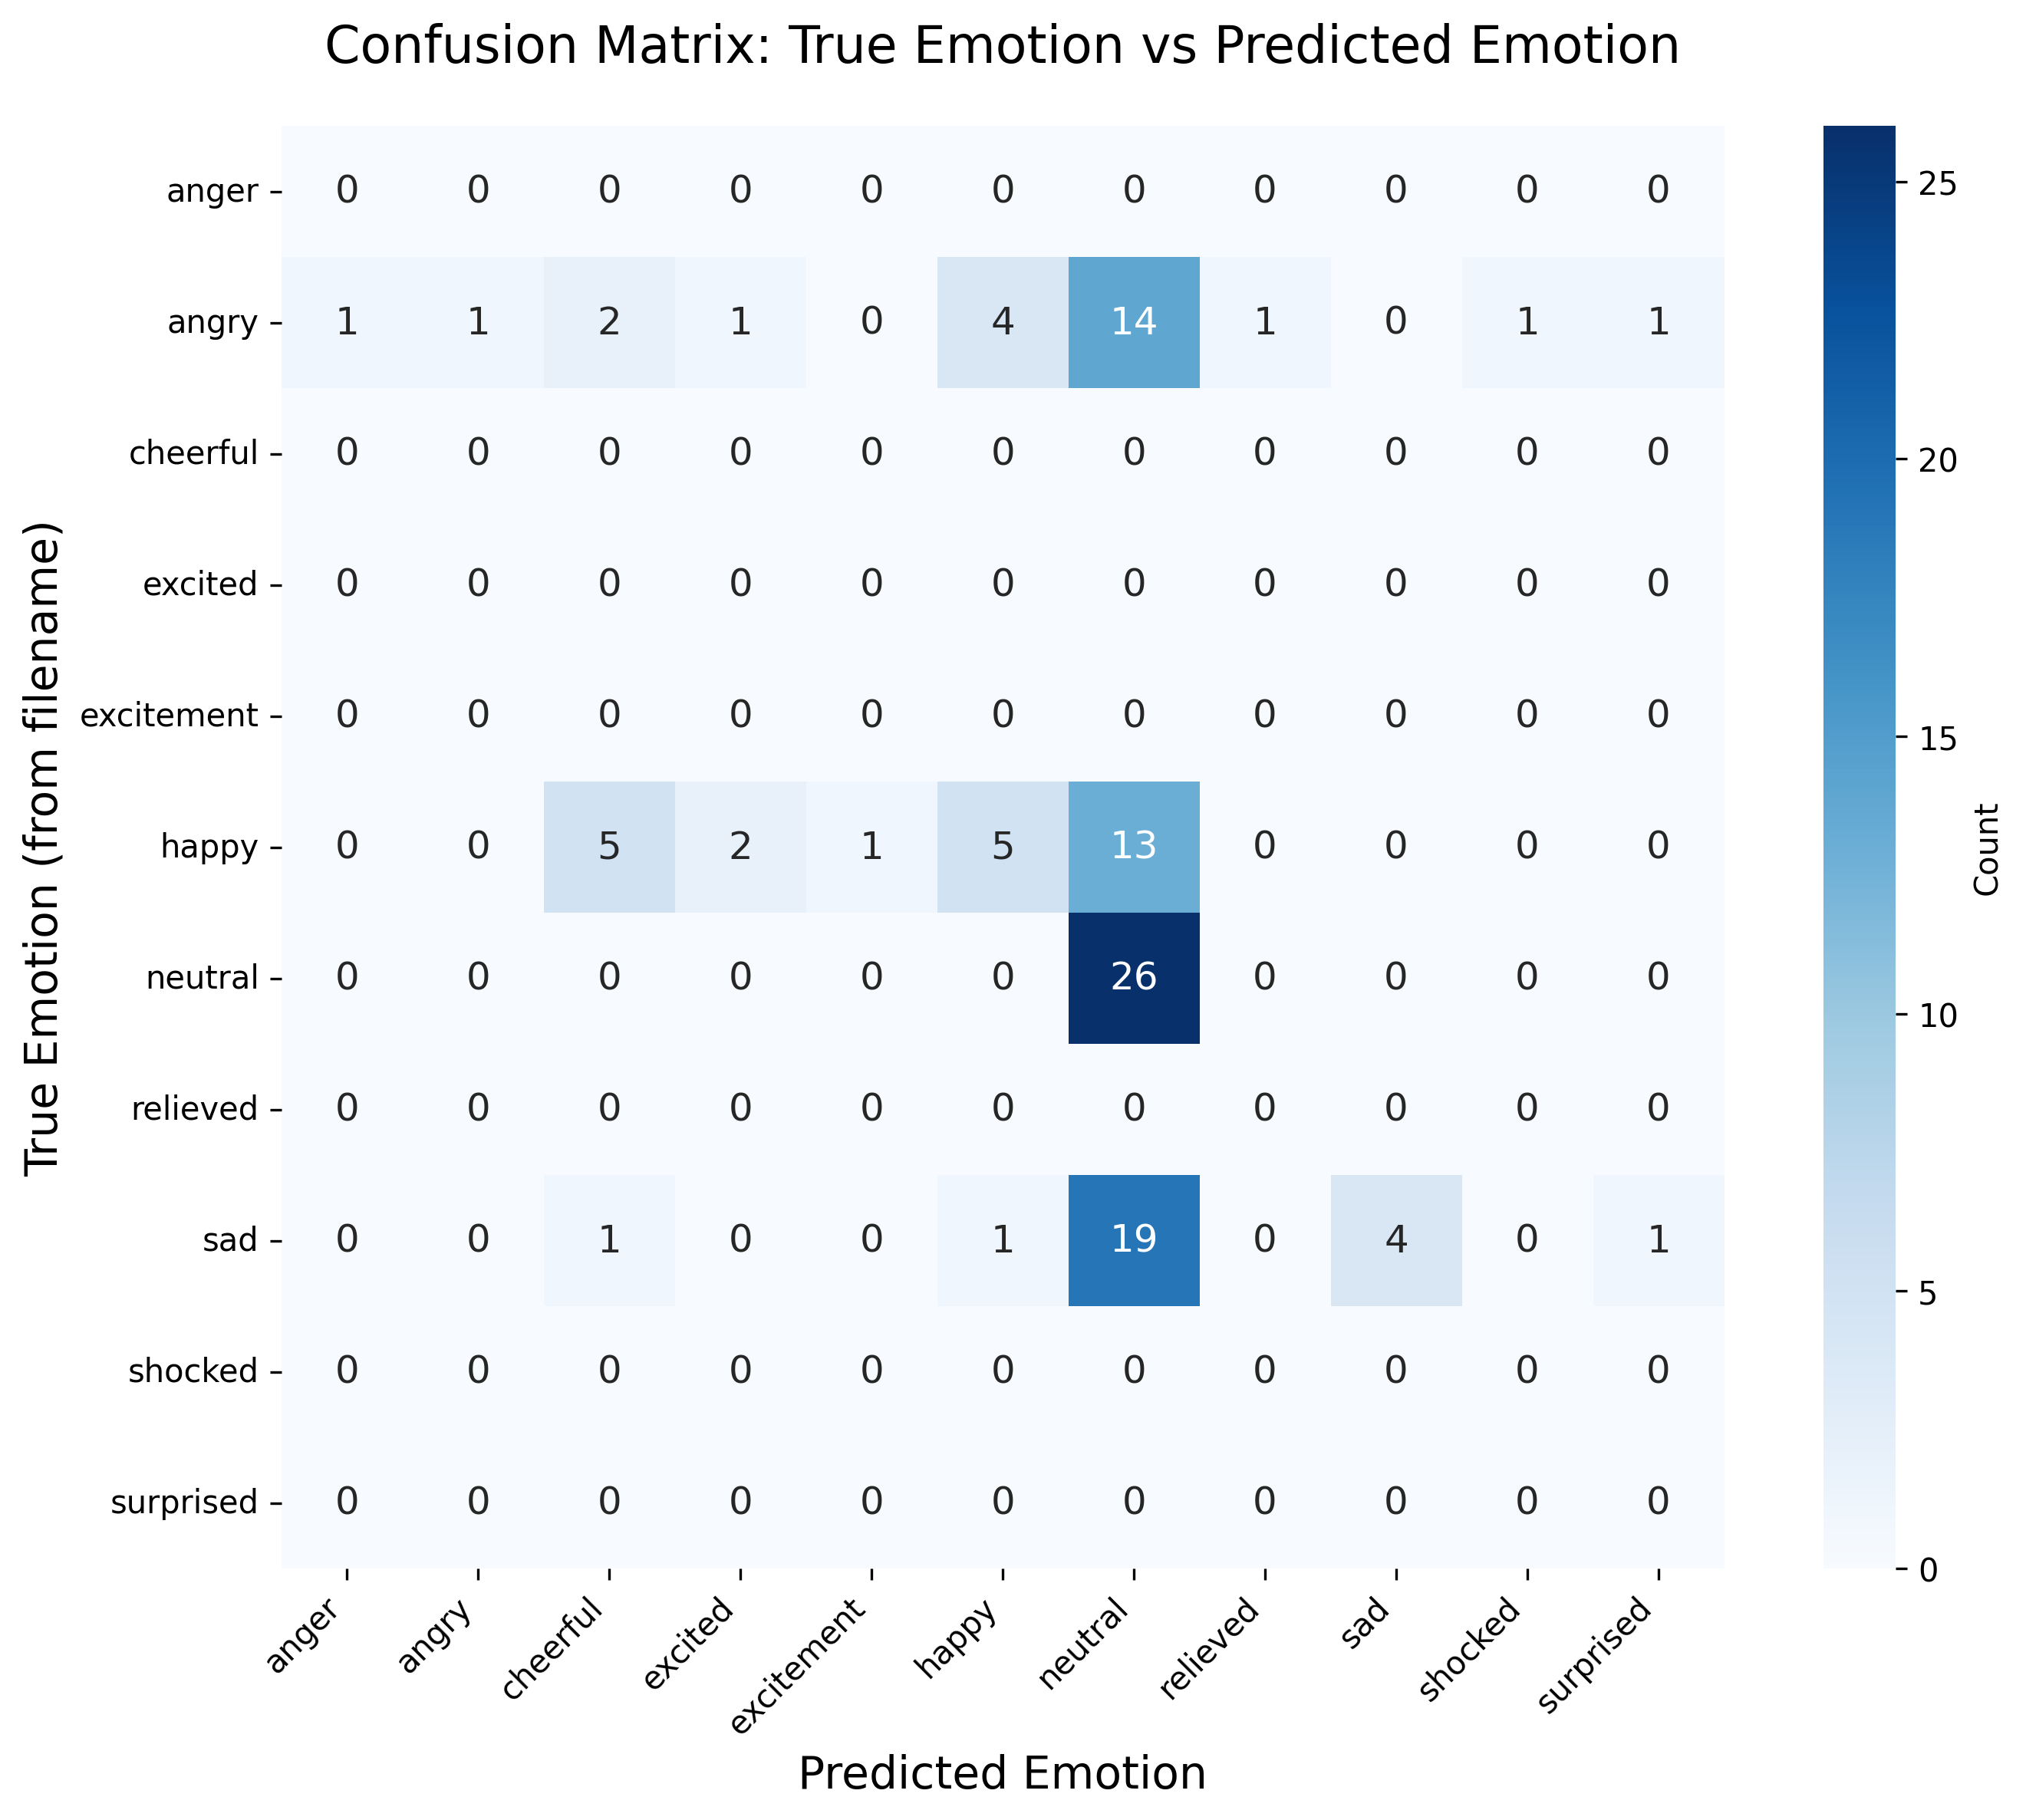 Confusion Matrix: True Emotion vs Predicted Emotion
True Emotion (from filename)
anger 0 0 0 0 0 0 0 0 0 0 0
angry 1 1 2 1 0 4 14 1 0 1 1
cheerful 0 0 0 0 0 0 0 0 0 0 0
excited 0 0 0 0 0 0 0 0 0 0 0
excitement 0 0 0 0 0 0 0 0 0 0 0
happy 0 0 5 2 1 5 13 0 0 0 0
neutral 0 0 0 0 0 0 26 0 0 0 0
relieved 0 0 0 0 0 0 0 0 0 0 0
sad 0 0 1 0 0 1 19 0 4 0 1
shocked 0 0 0 0 0 0 0 0 0 0 0
surprised 0 0 0 0 0 0 0 0 0 0 0
anger angry cheerful excited excitement happy neutral relieved sad shocked surprised
Predicted Emotion
25
20
15
10
5
0
Count